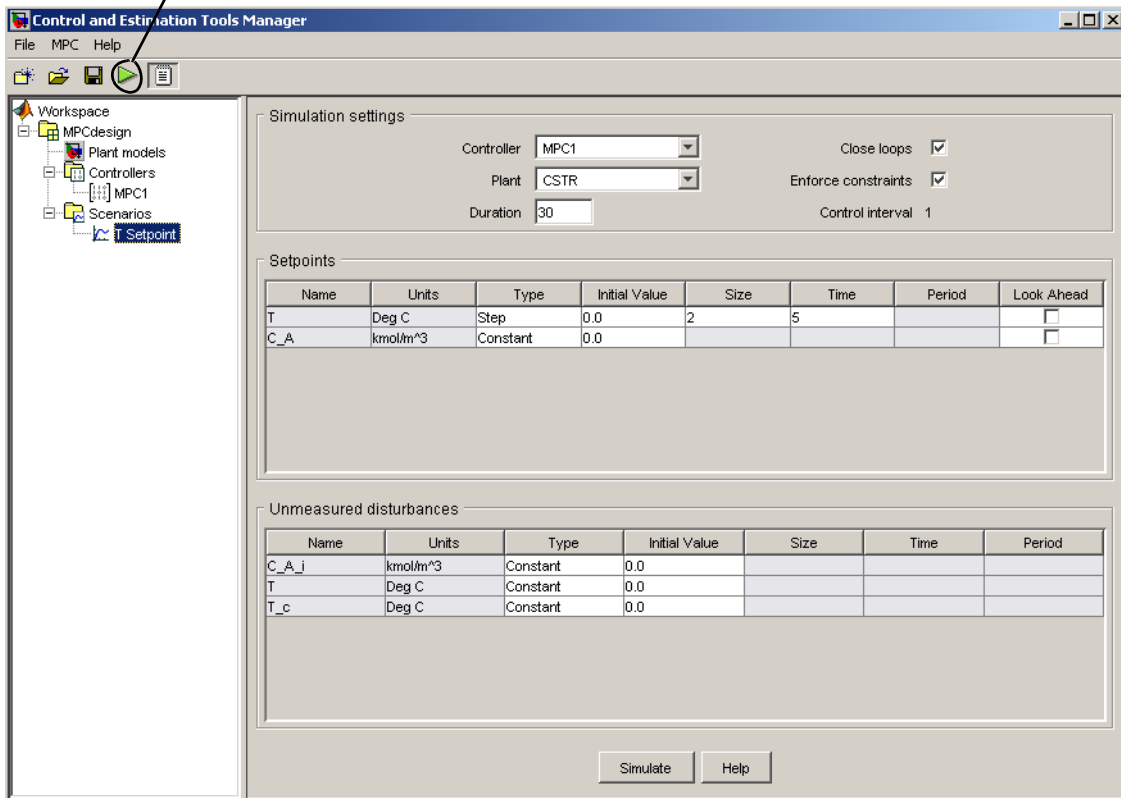 Control and Estimation Tools Manager
File MPC Help
Workspace
MPCdesign
Plant models
Controllers
MPC1
Scenarios
T Setpoint
Simulation settings
Controller MPC1 Close loops
Plant CSTR Enforce constraints
Duration 30 Control interval 1
Setpoints
Name Units Type Initial Value Size Time Period Look Ahead
T Deg C Step 0.0 2 5
C_A kmol/m^3 Constant 0.0
Unmeasured disturbances
Name Units Type Initial Value Size Time Period
C_A_i kmol/m^3 Constant 0.0
T Deg C Constant 0.0
T_c Deg C Constant 0.0
Simulate Help